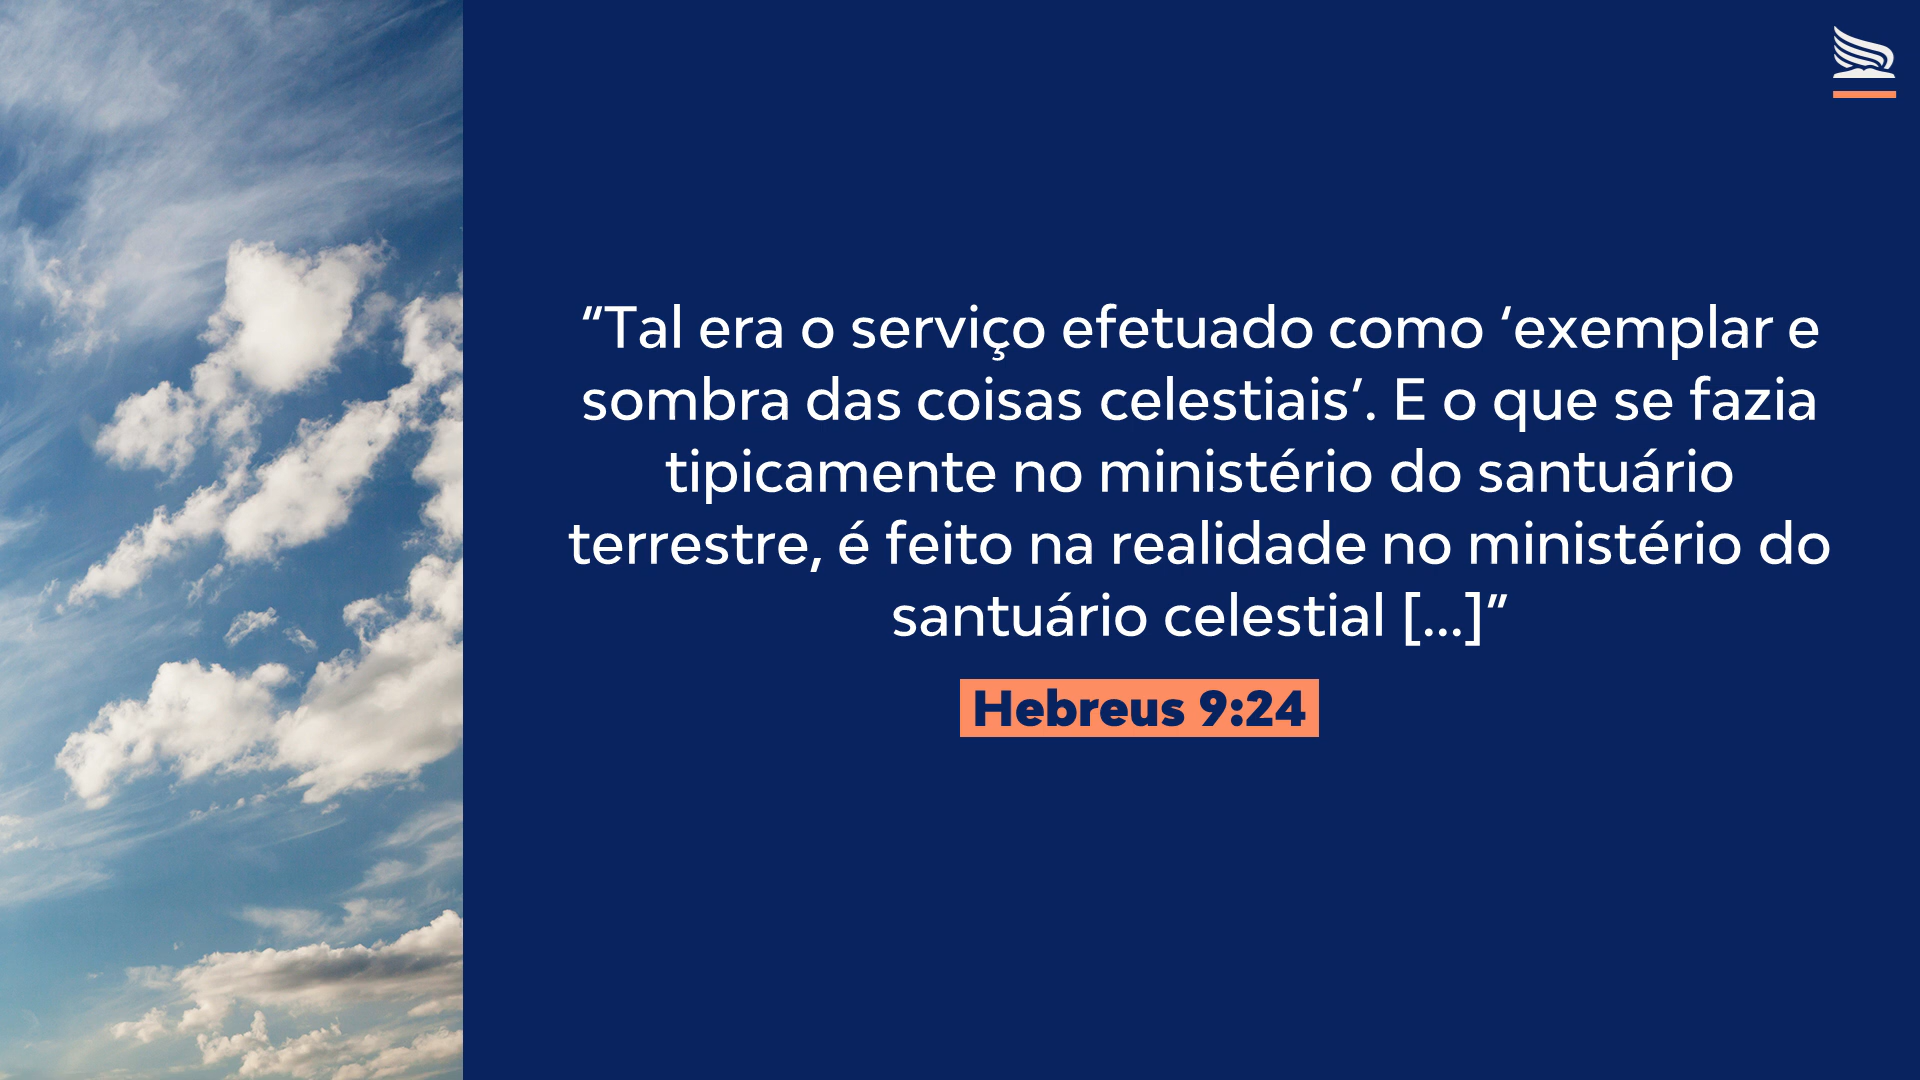 “Tal era o serviço efetuado como ‘exemplar e
sombra das coisas celestiais’. E o que se fazia
tipicamente no ministério do santuário
terrestre, é feito na realidade no ministério do
santuário celestial [...]”
Hebreus 9:24